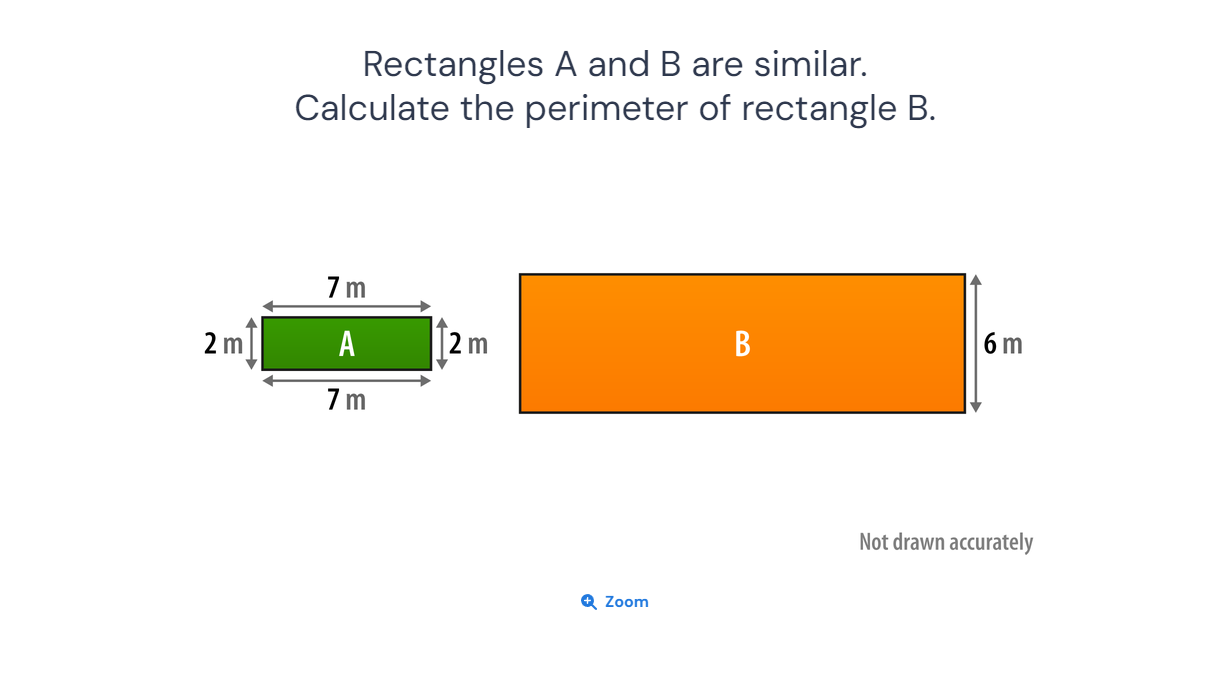 Rectangles A and B are similar.
Calculate the perimeter of rectangle B.
7 m
2 m
A
2 m
7 m
B
6 m
Not drawn accurately
Zoom